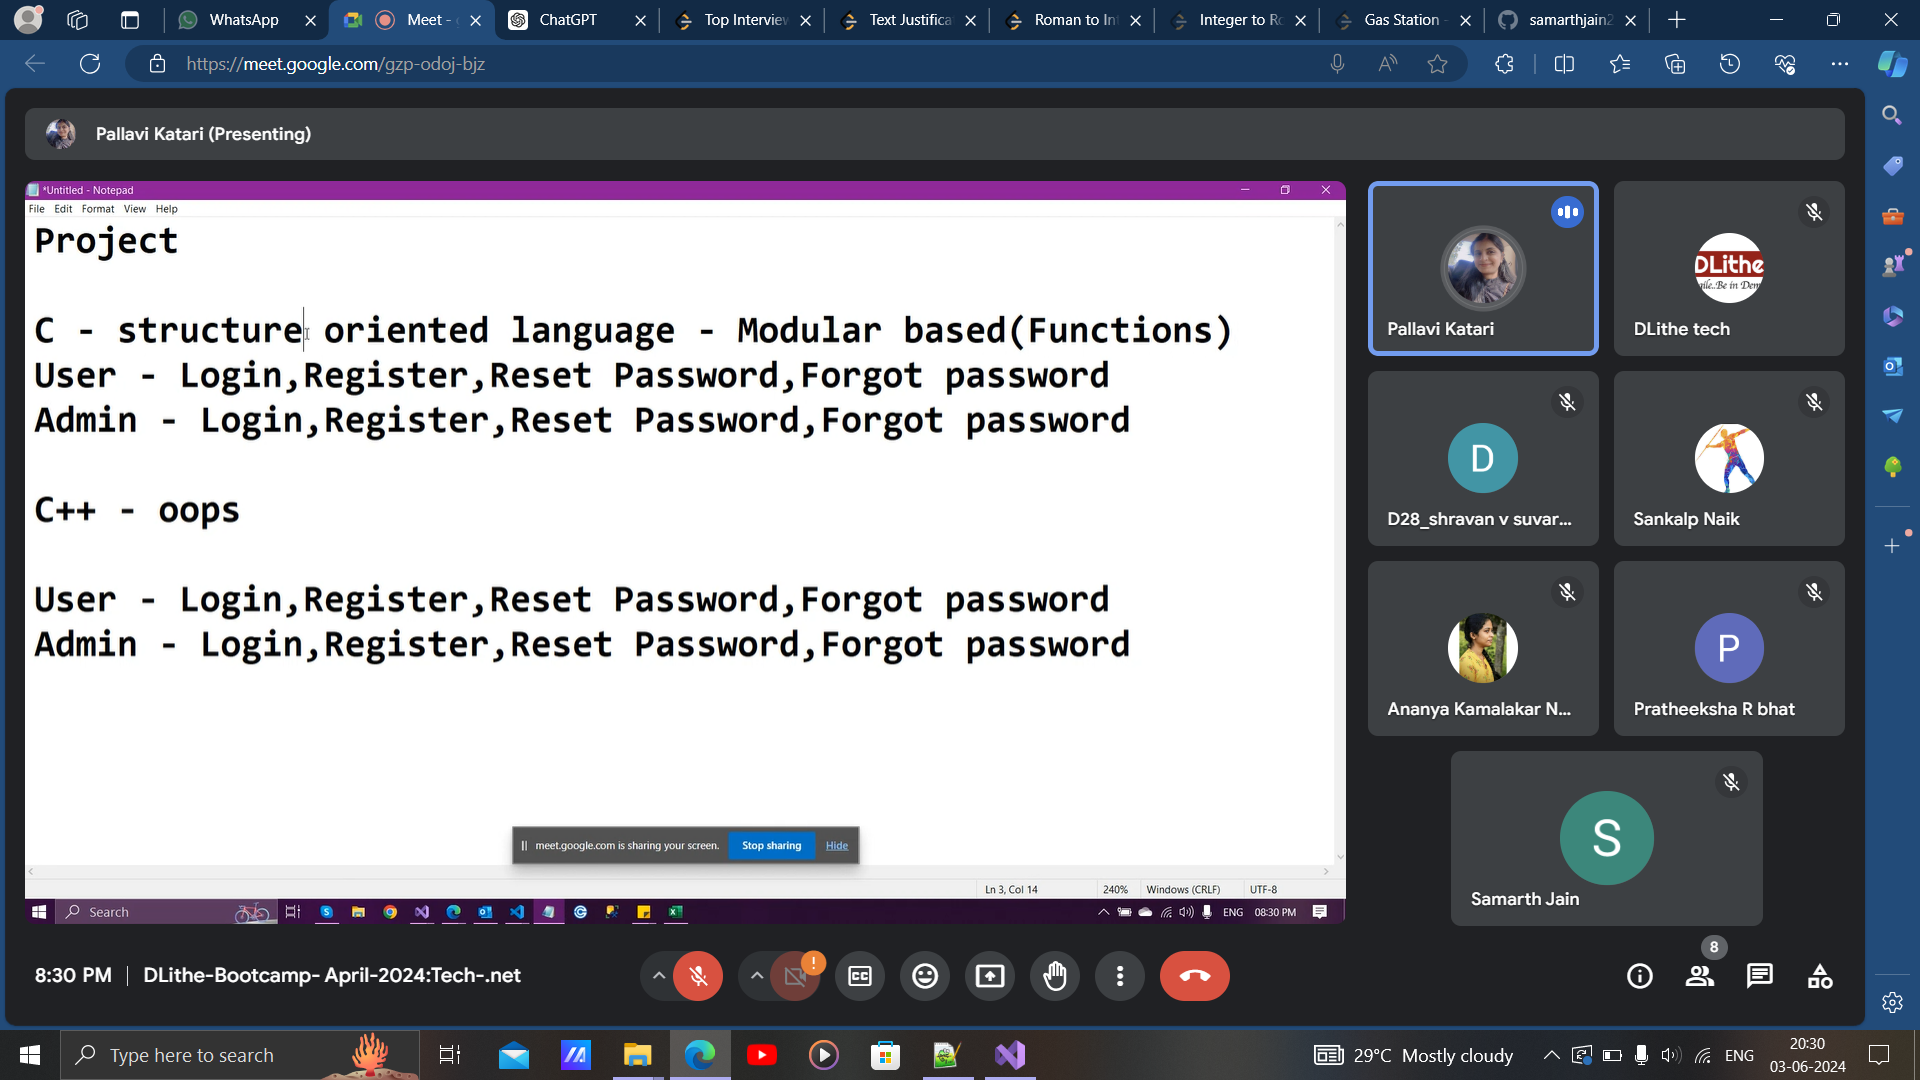 WhatsApp
Meet -
ChatGPT
Top Interview
Text Justifica
Roman to In
Integer to Ro
Gas Station -
samarthjain2
https://meet.google.com/gzp-odoj-bjz
Pallavi Katari (Presenting)
*Untitled - Notepad
File Edit Format View Help
Project
C - structure oriented language - Modular based(Functions)
User - Login,Register,Reset Password,Forgot password
Admin - Login,Register,Reset Password,Forgot password
C++ - oops
User - Login,Register,Reset Password,Forgot password
Admin - Login,Register,Reset Password,Forgot password
meet.google.com is sharing your screen. Stop sharing Hide
Ln 3, Col 14 240% Windows (CRLF) UTF-8
Search
ENG 08:30 PM
Pallavi Katari
DLithe
DLithe tech
D
D28_shravan v suvar...
Sankalp Naik
Ananya Kamalakar N...
P
Pratheeksha R bhat
S
Samarth Jain
8:30 PM | DLithe-Bootcamp- April-2024:Tech-.net
8
Type here to search
29°C Mostly cloudy
ENG
20:30
03-06-2024